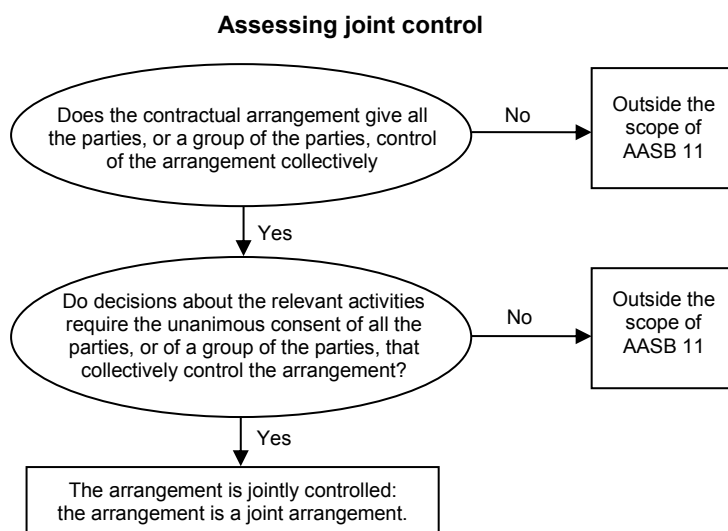 Assessing joint control
Does the contractual arrangement give all
the parties, or a group of the parties, control
of the arrangement collectively
No
Outside the
scope of
AASB 11
Yes
Do decisions about the relevant activities
require the unanimous consent of all the
parties, or of a group of the parties, that
collectively control the arrangement?
No
Outside the
scope of
AASB 11
Yes
The arrangement is jointly controlled:
the arrangement is a joint arrangement.